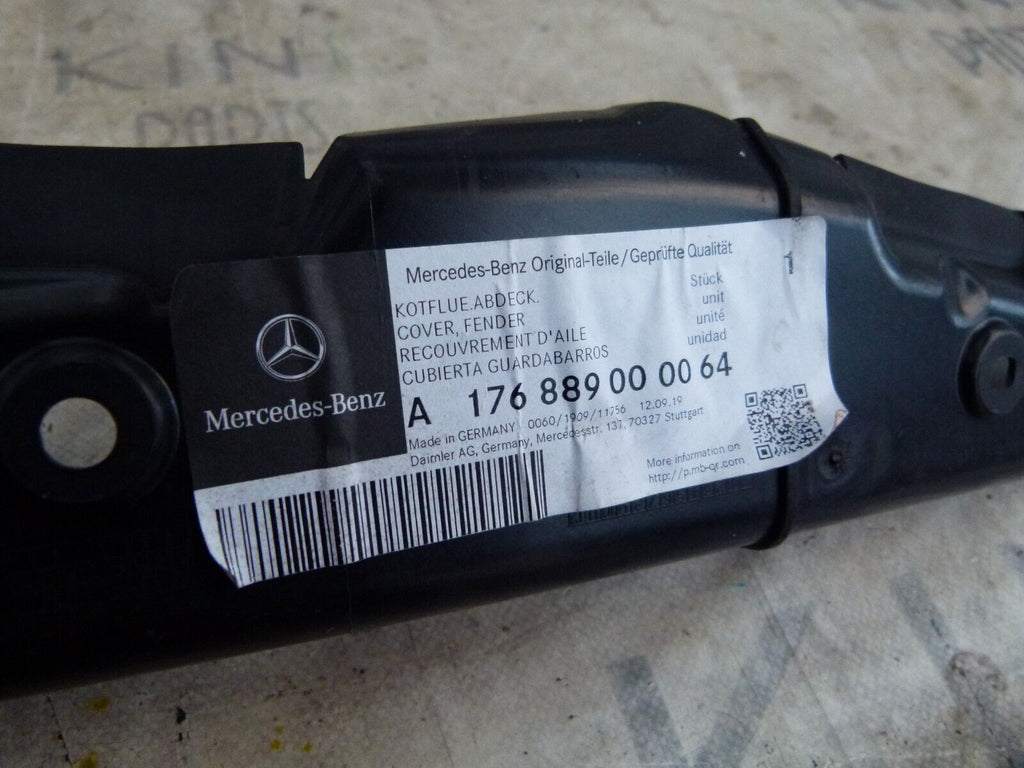 KIN
PARTS
Mercedes-Benz
Mercedes-Benz Original-Teile/Geprüfte Qualität
KOTFLUE.ABDECK.
COVER, FENDER
RECOUVREMENT D'AILE
CUBIERTA GUARDABARROS
Stück
unit
unité
unidad
1
A 176 889 00 00 64
Made in GERMANY 0060/1909/11756 12.09.19
Daimler AG, Germany, Mercedesstr. 137, 70327 Stuttgart
More information on
http://p.mb-qr.com